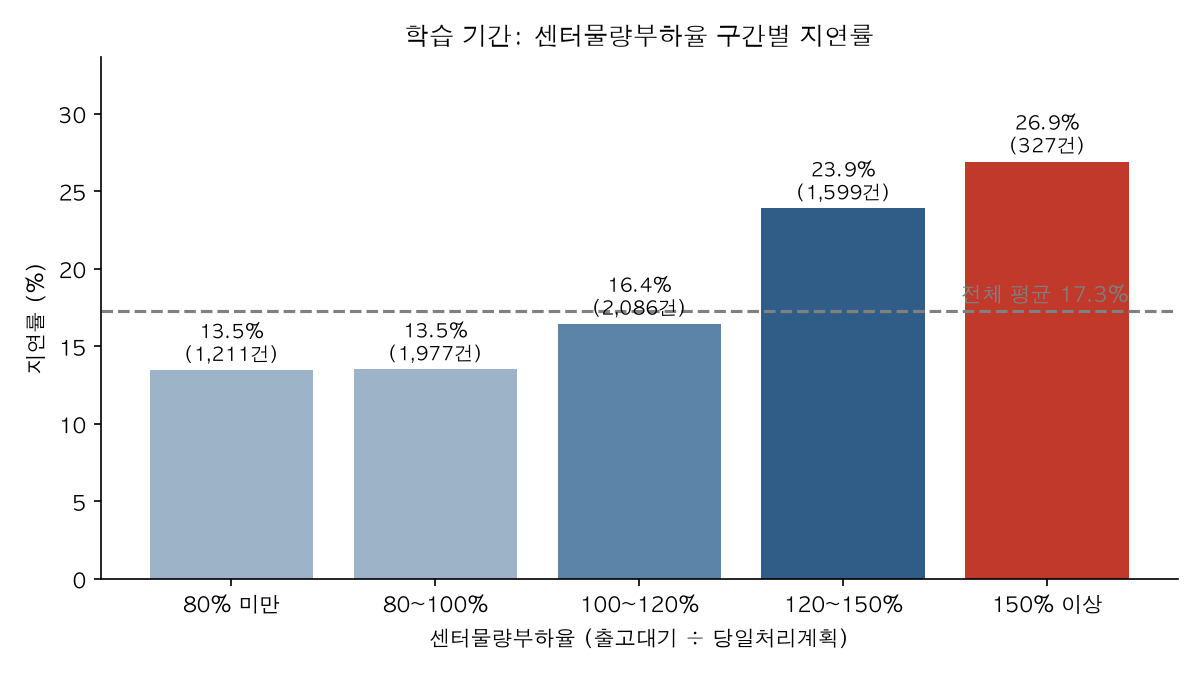 학습 기간: 센터물량부하율 구간별 지연률
지연률 (%)
30
25
20
15
10
5
0
13.5%
(1,211건)
13.5%
(1,977건)
16.4%
(2,086건)
23.9%
(1,599건)
26.9%
(327건)
전체 평균 17.3%
80% 미만
80~100%
100~120%
120~150%
150% 이상
센터물량부하율 (출고대기 ÷ 당일처리계획)